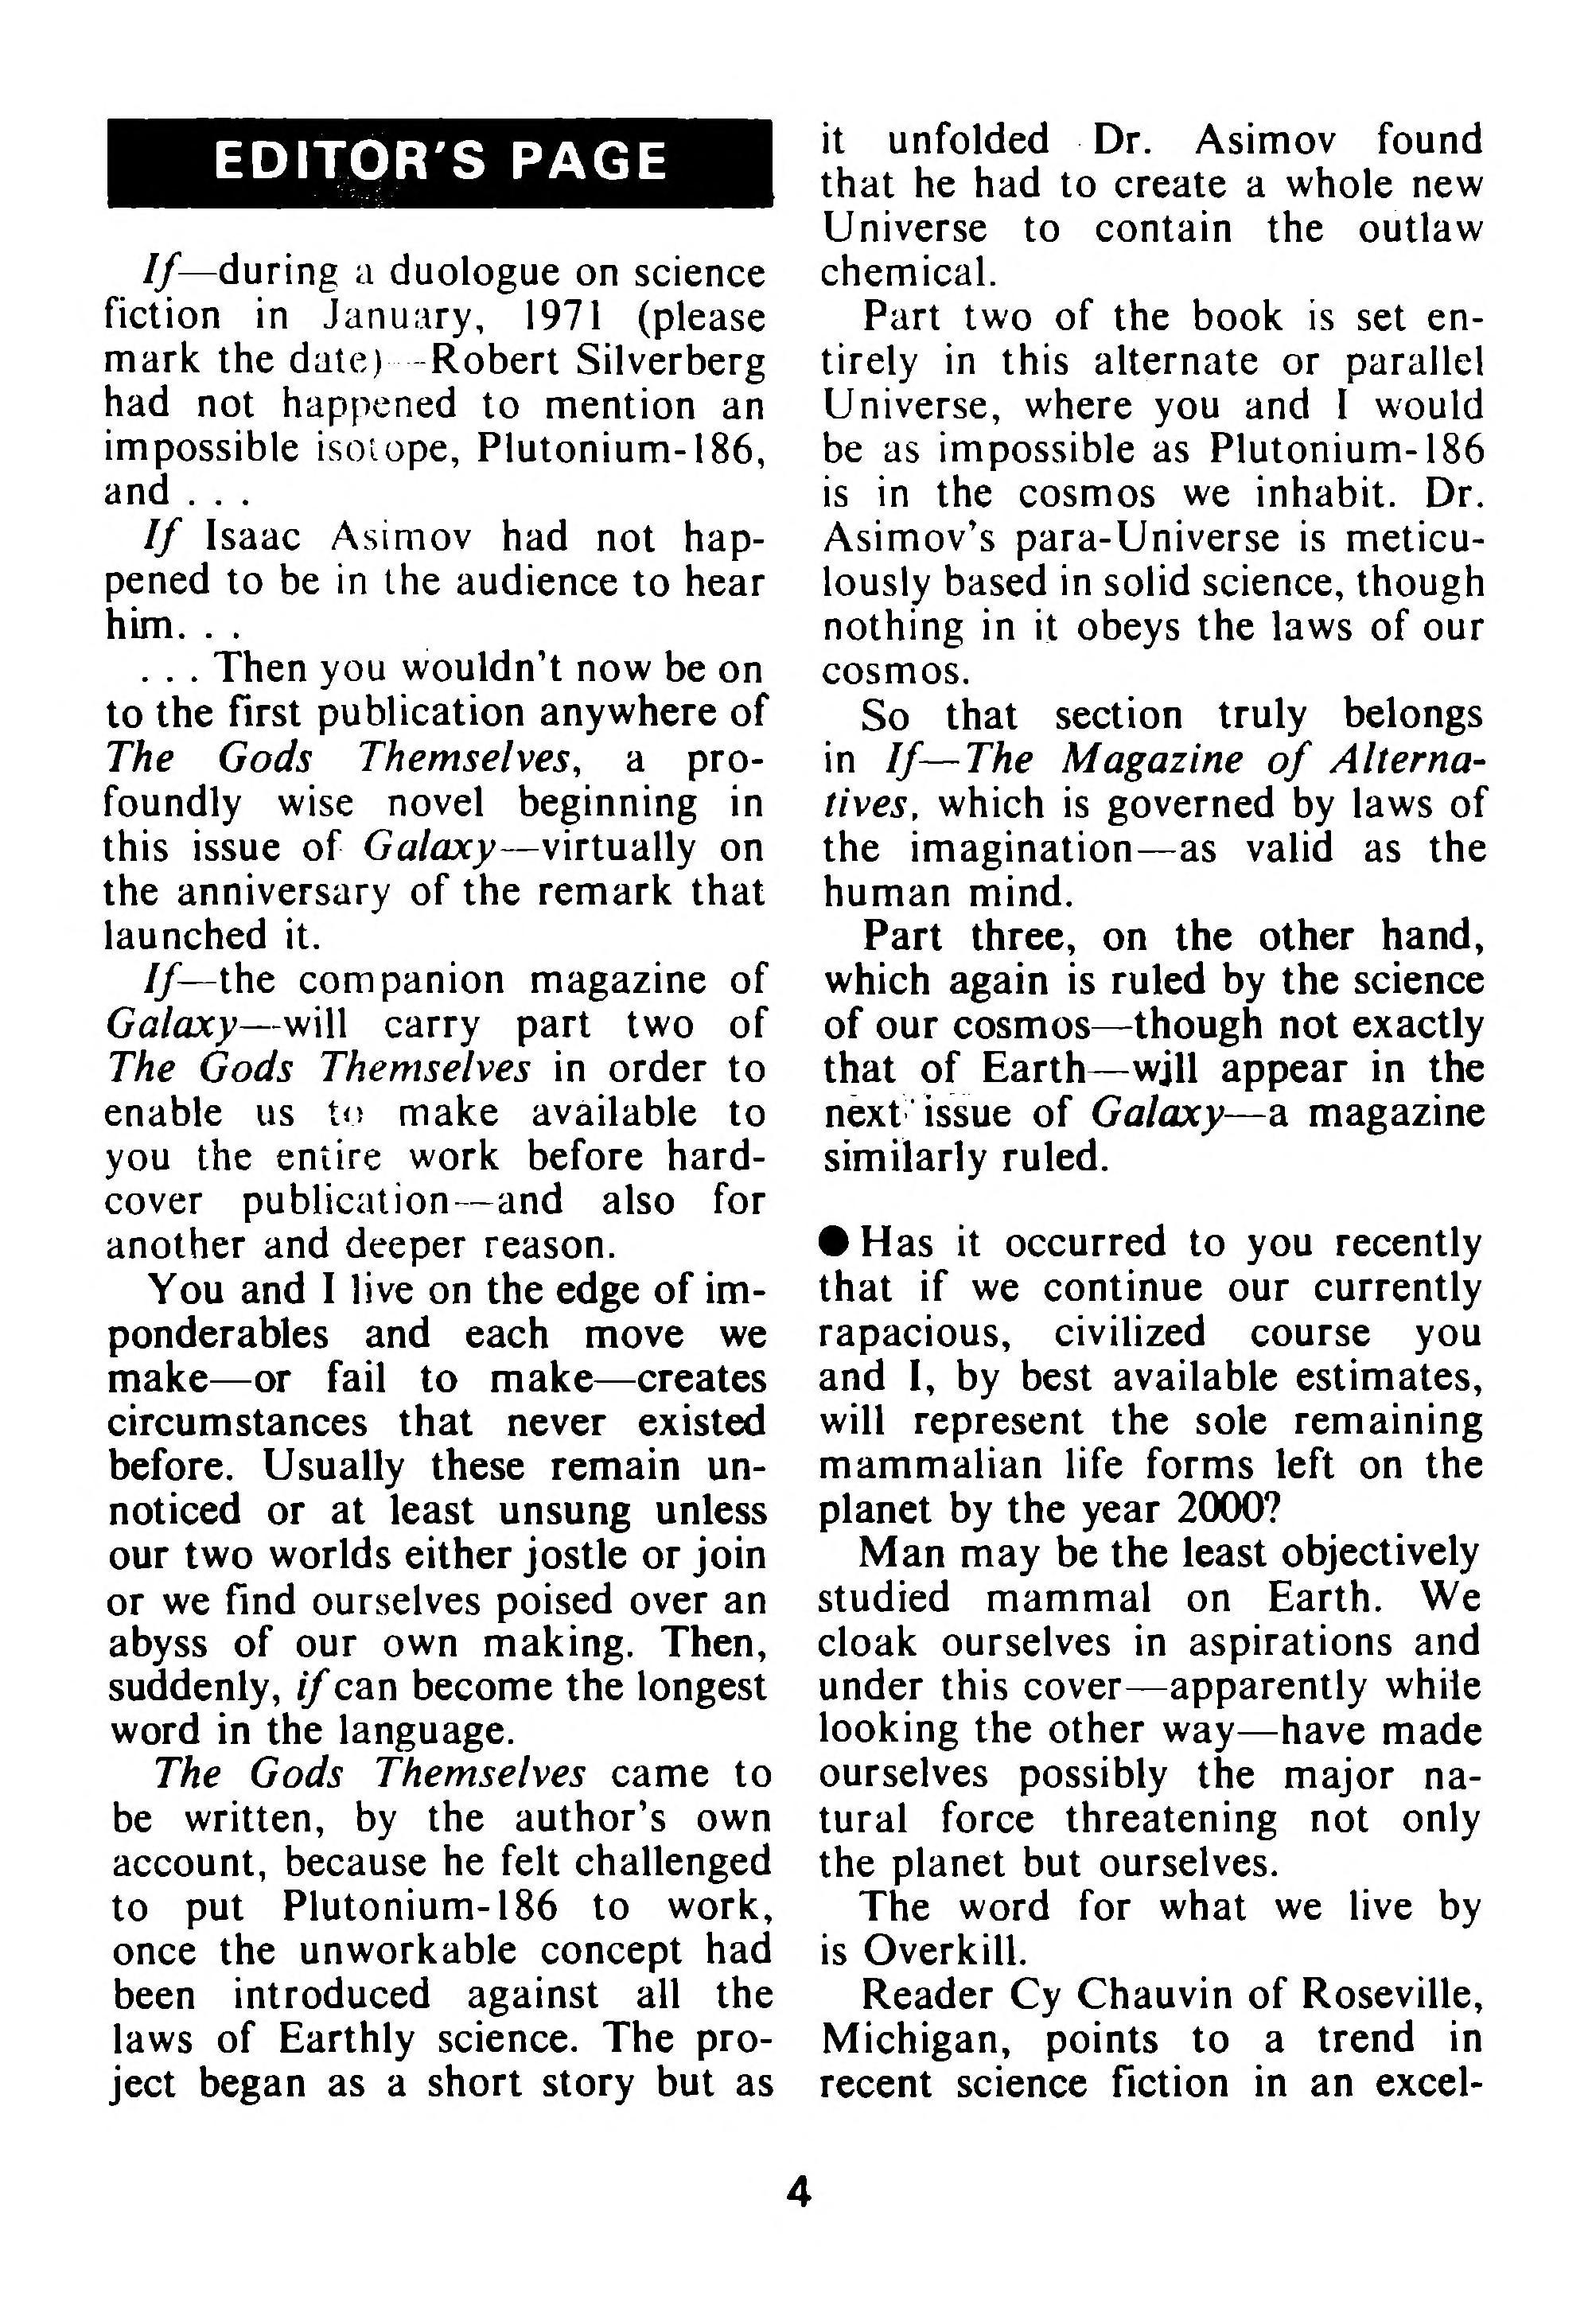 EDITOR'S PAGE
If—during a duologue on science
fiction in January, 1971 (please
mark the date)—Robert Silverberg
had not happened to mention an
impossible isotope, Plutonium-186,
and . . .
If Isaac Asimov had not hap-
pened to be in the audience to hear
him. . .
. . . Then you wouldn't now be on
to the first publication anywhere of
The Gods Themselves, a pro-
foundly wise novel beginning in
this issue of Galaxy—virtually on
the anniversary of the remark that
launched it.
If—the companion magazine of
Galaxy—will carry part two of
The Gods Themselves in order to
enable us to make available to
you the entire work before hard-
cover publication—and also for
another and deeper reason.
You and I live on the edge of im-
ponderables and each move we
make—or fail to make—creates
circumstances that never existed
before. Usually these remain un-
noticed or at least unsung unless
our two worlds either jostle or join
or we find ourselves poised over an
abyss of our own making. Then,
suddenly, if can become the longest
word in the language.
The Gods Themselves came to
be written, by the author's own
account, because he felt challenged
to put Plutonium-186 to work,
once the unworkable concept had
been introduced against all the
laws of Earthly science. The pro-
ject began as a short story but as
it unfolded Dr. Asimov found
that he had to create a whole new
Universe to contain the outlaw
chemical.
Part two of the book is set en-
tirely in this alternate or parallel
Universe, where you and I would
be as impossible as Plutonium-186
is in the cosmos we inhabit. Dr.
Asimov's para-Universe is meticu-
lously based in solid science, though
nothing in it obeys the laws of our
cosmos.
So that section truly belongs
in If—The Magazine of Alterna-
tives, which is governed by laws of
the imagination—as valid as the
human mind.
Part three, on the other hand,
which again is ruled by the science
of our cosmos—though not exactly
that of Earth—will appear in the
next issue of Galaxy—a magazine
similarly ruled.
● Has it occurred to you recently
that if we continue our currently
rapacious, civilized course you
and I, by best available estimates,
will represent the sole remaining
mammalian life forms left on the
planet by the year 2000?
Man may be the least objectively
studied mammal on Earth. We
cloak ourselves in aspirations and
under this cover—apparently while
looking the other way—have made
ourselves possibly the major na-
tural force threatening not only
the planet but ourselves.
The word for what we live by
is Overkill.
Reader Cy Chauvin of Roseville,
Michigan, points to a trend in
recent science fiction in an excel-
4